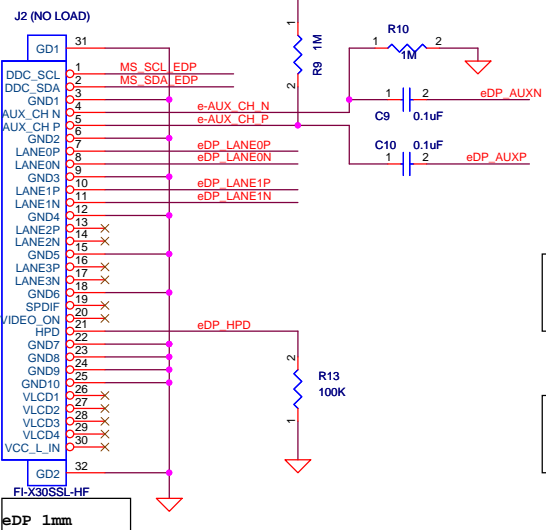 J2 (NO LOAD)
GD1
31
DDC_SCL
1
MS_SCL_EDP
DDC_SDA
2
MS_SDA_EDP
GND1
3
AUX_CH N
4
e-AUX_CH_N
AUX_CH P
5
e-AUX_CH_P
GND2
6
LANE0P
7
eDP_LANE0P
LANE0N
8
eDP_LANE0N
GND3
9
LANE1P
10
eDP_LANE1P
LANE1N
11
eDP_LANE1N
GND4
12
LANE2P
13
LANE2N
14
GND5
15
LANE3P
16
LANE3N
17
GND6
18
SPDIF
19
VIDEO_ON
20
HPD
21
eDP_HPD
GND7
22
GND8
23
GND9
24
GND10
25
VLCD1
26
VLCD2
27
VLCD3
28
VLCD4
29
VCC_L_IN
30
GD2
32
FI-X30SSL-HF
eDP 1mm
1
R9 1M
2
R10
1
2
1M
1
2
eDP_AUXN
C9
0.1uF
C10
0.1uF
1
2
eDP_AUXP
2
R13
100K
1